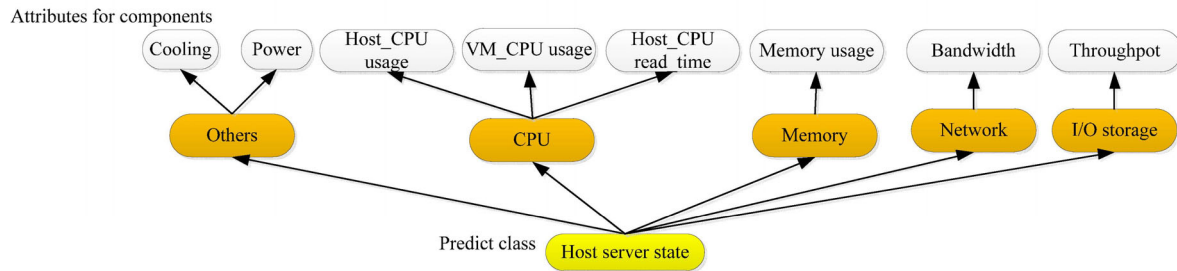 Attributes for components
Cooling
Power
Host_CPU
usage
VM_CPU usage
Host_CPU
read_time
Memory usage
Bandwidth
Throughpot
Others
CPU
Memory
Network
I/O storage
Predict class
Host server state